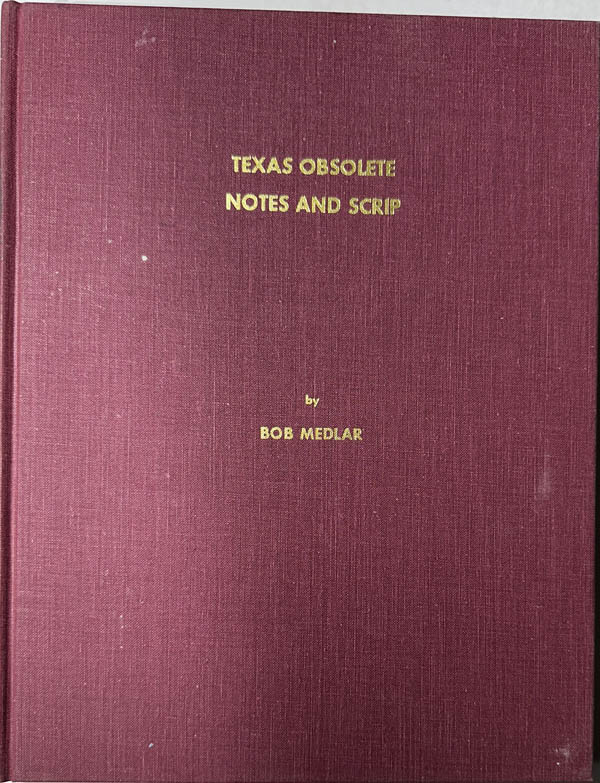 TEXAS OBSOLETE
NOTES AND SCRIP
by
BOB MEDLAR